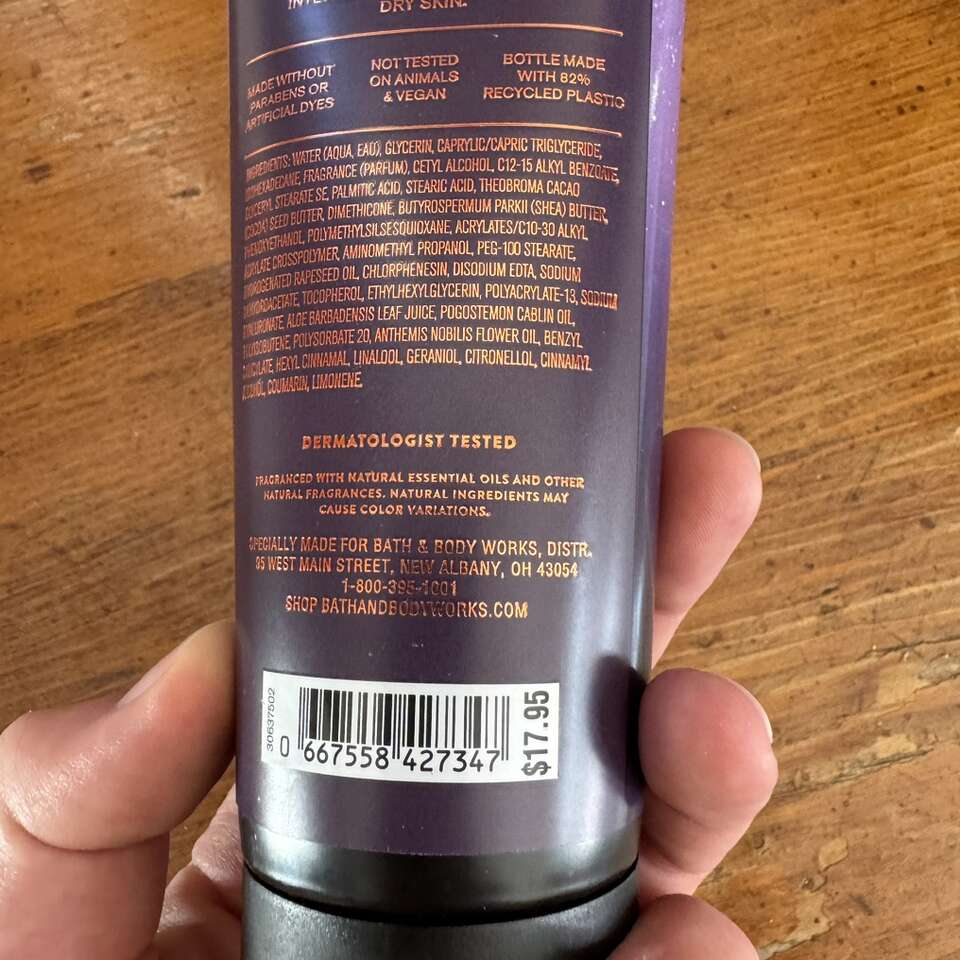 DRY SKIN.
MADE WITHOUT
PARABENS OR
ARTIFICIAL DYES
NOT TESTED
ON ANIMALS
& VEGAN
BOTTLE MADE
WITH 82%
RECYCLED PLASTIC
INGREDIENTS: WATER (AQUA, EAU), GLYCERIN, CAPRYLIC/CAPRIC TRIGLYCERIDE,
FRAGRANCE (PARFUM), CETYL ALCOHOL, C12-15 ALKYL BENZOATE,
GLYCERYL STEARATE SE, PALMITIC ACID, STEARIC ACID, THEOBROMA CACAO
(COCOA) SEED BUTTER, DIMETHICONE, BUTYROSPERMUM PARKII (SHEA) BUTTER,
PHENOXYETHANOL, POLYMETHYLSILSESQUIOXANE, ACRYLATES/C10-30 ALKYL
ACRYLATE CROSSPOLYMER, AMINOMETHYL PROPANOL, PEG-100 STEARATE,
HYDROGENATED RAPESEED OIL, CHLORPHENESIN, DISODIUM EDTA, SODIUM
TOCOPHEROL, ETHYLHEXYLGLYCERIN, POLYACRYLATE-13, SODIUM
ALOE BARBADENSIS LEAF JUICE, POGOSTEMON CABLIN OIL,
POLYSORBATE 20, ANTHEMIS NOBILIS FLOWER OIL, BENZYL
HEXYL CINNAMAL, LINALOOL, GERANIOL, CITRONELLOL, CINNAMYL
COUMARIN, LIMONENE.
DERMATOLOGIST TESTED
FRAGRANCED WITH NATURAL ESSENTIAL OILS AND OTHER
NATURAL FRAGRANCES. NATURAL INGREDIENTS MAY
CAUSE COLOR VARIATIONS.
SPECIALLY MADE FOR BATH & BODY WORKS, DISTR.
95 WEST MAIN STREET, NEW ALBANY, OH 43054
1-800-395-1001
SHOP BATHANDBODYWORKS.COM
30637502
0 667558 427347
$17.95